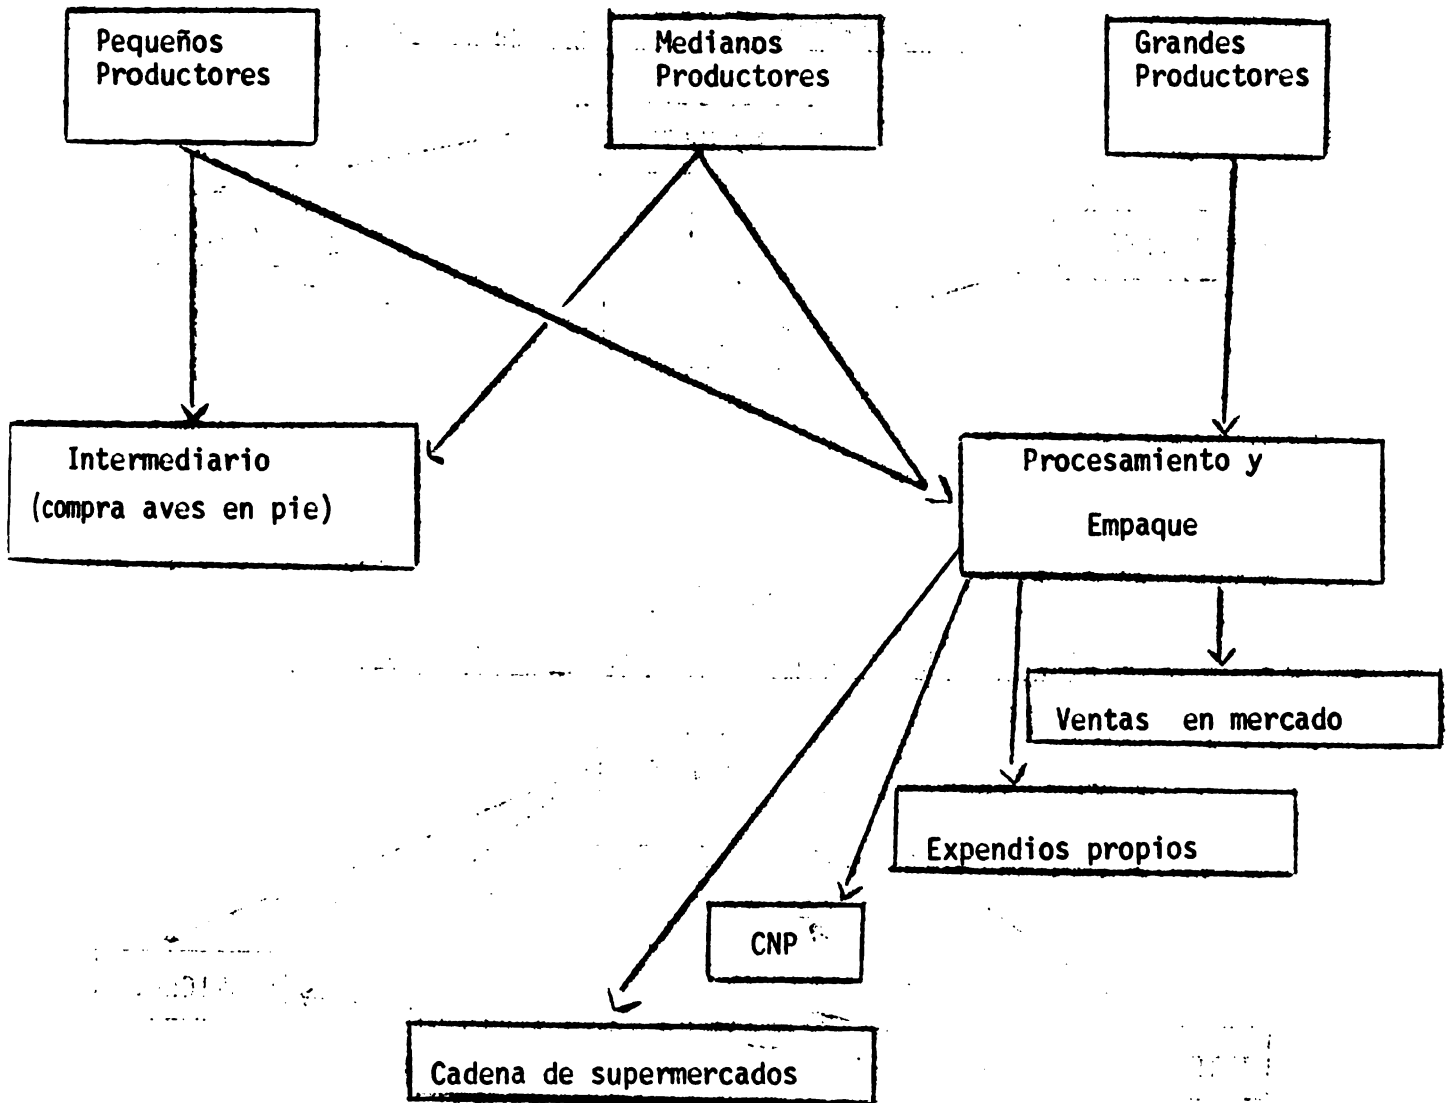 Pequeños
Productores
Medianos
Productores
Grandes
Productores
Intermediario
(compra aves en pie)
Procesamiento y
Empaque
Ventas en mercado
Expendios propios
CNP
Cadena de supermercados